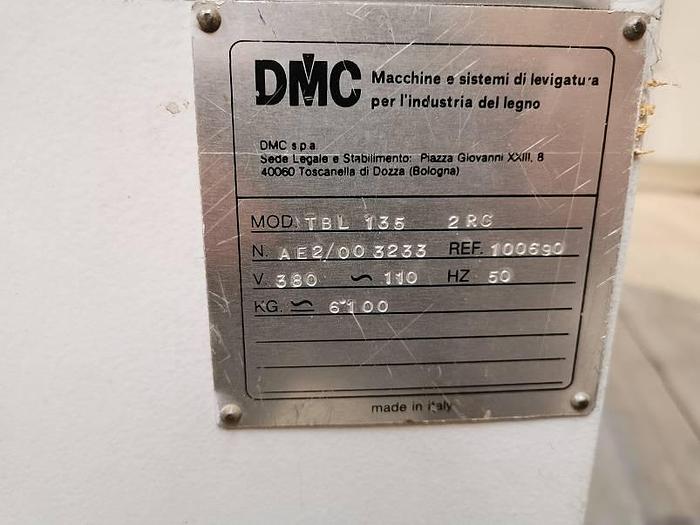 DMC
Macchine e sistemi di levigatura
per l'industria del legno
DMC s p a
Sede Legale e Stabilimento: Piazza Giovanni XXIII, 8
40060 Toscanella di Dozza (Bologna)
MOD. TBL 135 2RC
N. AE2/00 3233 REF. 100690
V. 380 ~ 110 HZ 50
KG. ≃ 6100
made in italy